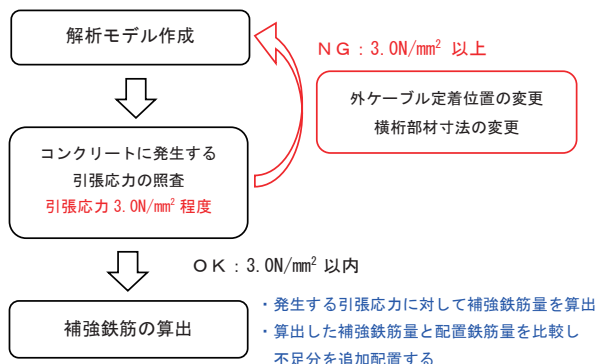 解析モデル作成
NG：3.0N/mm² 以上
外ケーブル定着位置の変更
横桁部材寸法の変更
コンクリートに発生する
引張応力の照査
引張応力 3.0N/mm² 程度
OK：3.0N/mm² 以内
補強鉄筋の算出
・発生する引張応力に対して補強鉄筋量を算出
・算出した補強鉄筋量と配置鉄筋量を比較し
不足分を追加配置する